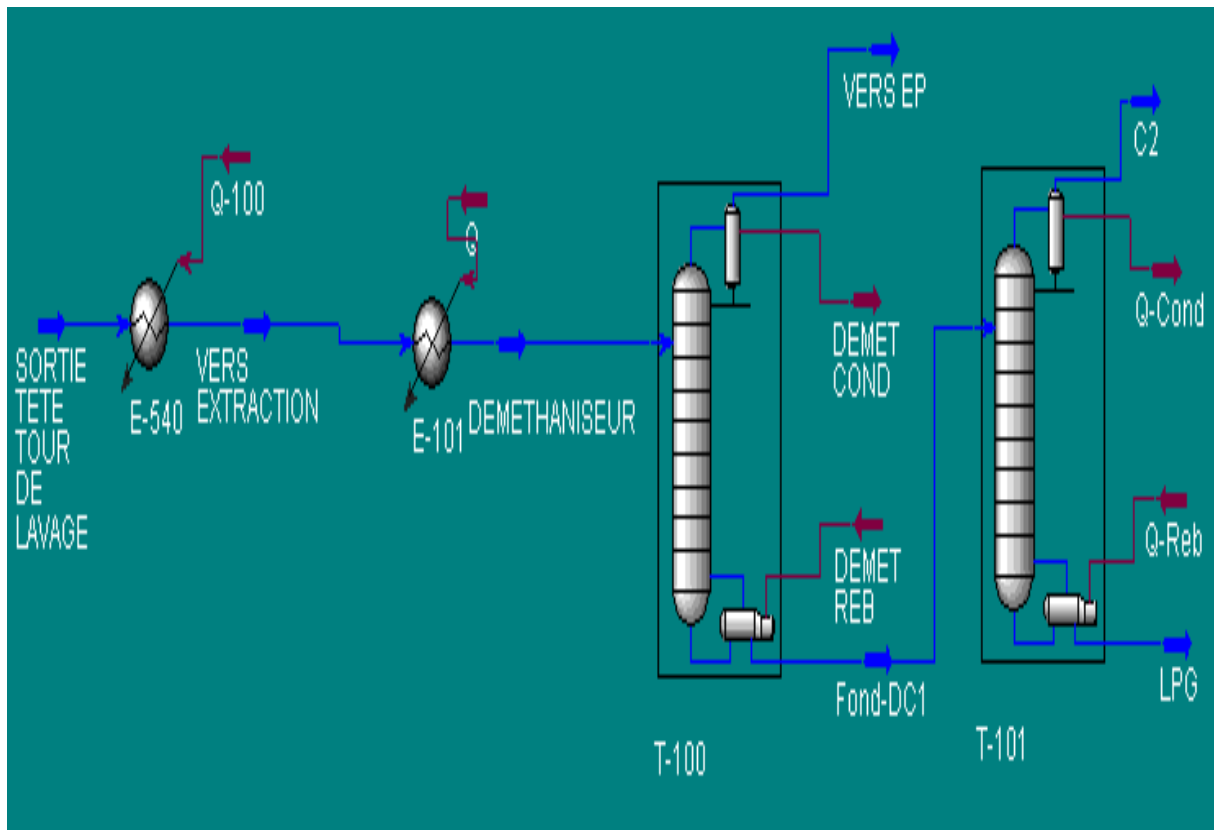 VERS EP
C2
Q-100
Q
Q-Cond
DEMET
COND
SORTIE
TETE
TOUR
DE
LAVAGE
E-540
VERS
EXTRACTION
E-101
DEMETHANISEUR
DEMET
REB
Q-Reb
Fond-DC1
LPG
T-100
T-101